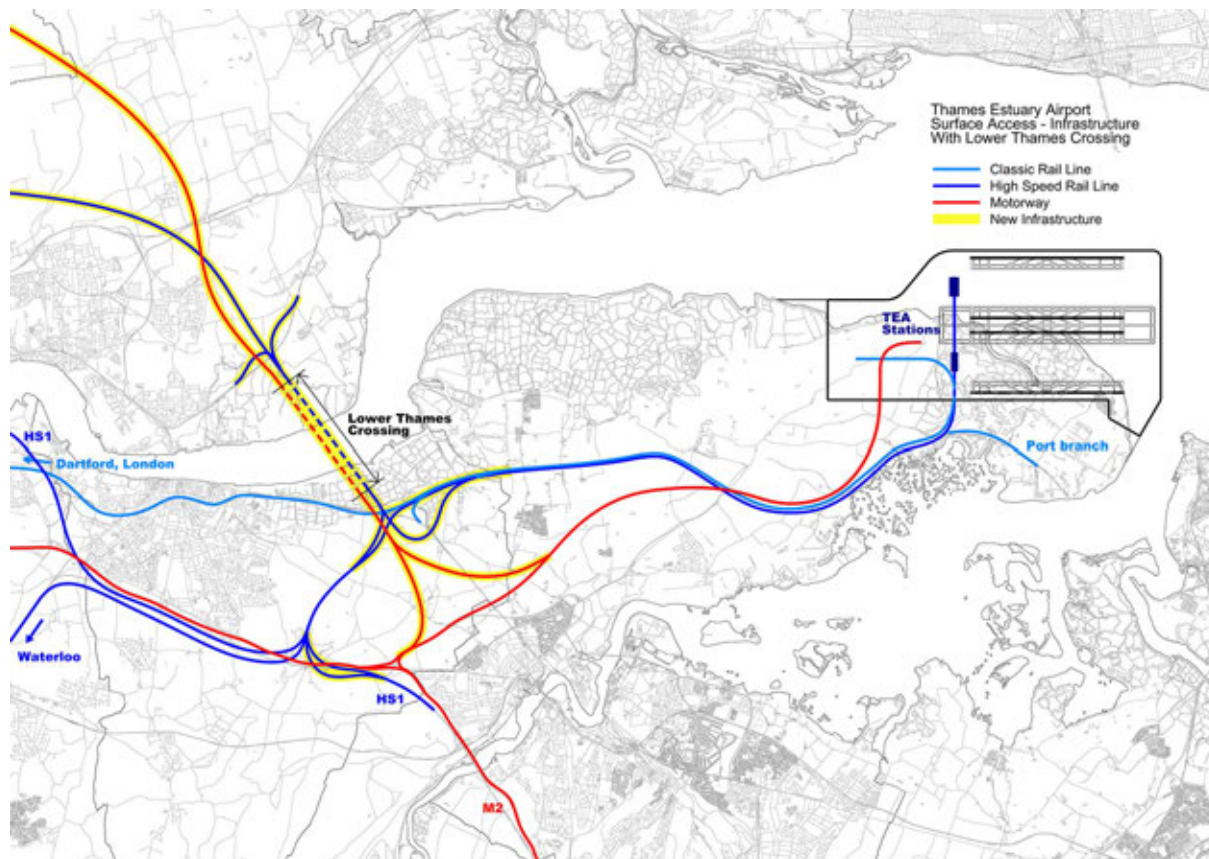 Thames Estuary Airport
Surface Access - Infrastructure
With Lower Thames Crossing
Classic Rail Line
High Speed Rail Line
Motorway
New Infrastructure
TEA
Stations
Lower Thames
Crossing
HS1
Dartford, London
Port branch
Waterloo
HS1
M2